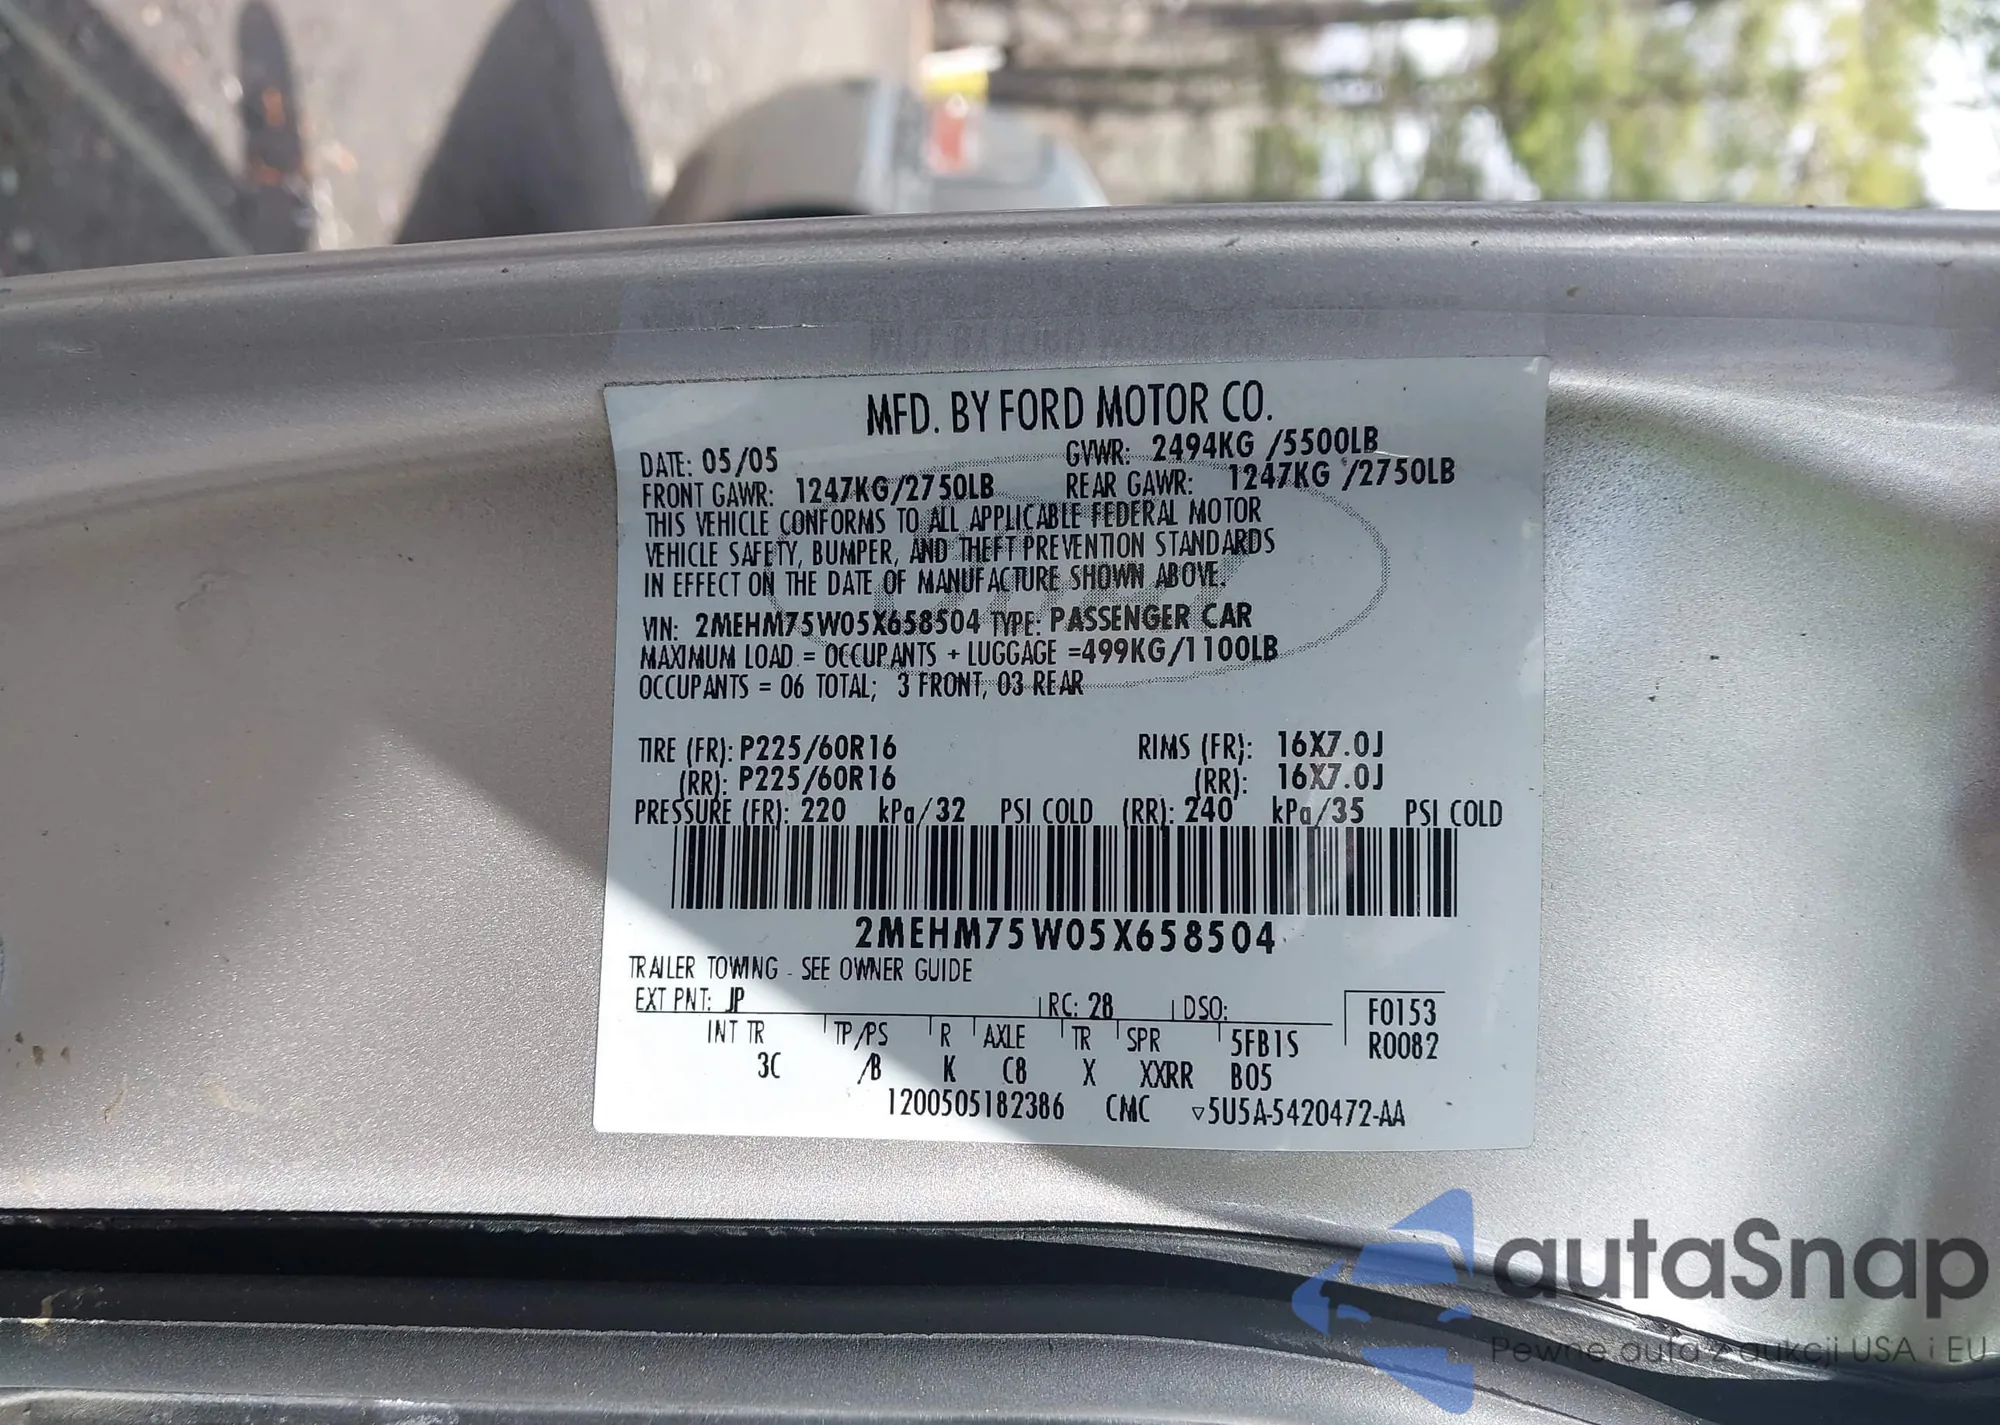 MFD. BY FORD MOTOR CO.
DATE: 05/05 GVWR: 2494KG /5500LB
FRONT GAWR: 1247KG/2750LB REAR GAWR: 1247KG /2750LB
THIS VEHICLE CONFORMS TO ALL APPLICABLE FEDERAL MOTOR
VEHICLE SAFETY, BUMPER, AND THEFT PREVENTION STANDARDS
IN EFFECT ON THE DATE OF MANUFACTURE SHOWN ABOVE.
VIN: 2MEHM75W05X658504 TYPE: PASSENGER CAR
MAXIMUM LOAD = OCCUPANTS + LUGGAGE =499KG/1100LB
OCCUPANTS = 06 TOTAL; 3 FRONT, 03 REAR
TIRE (FR): P225/60R16 RIMS (FR): 16X7.0J
(RR): P225/60R16 (RR): 16X7.0J
PRESSURE (FR): 220 kPa/32 PSI COLD (RR): 240 kPa/35 PSI COLD
2MEHM75W05X658504
TRAILER TOWING - SEE OWNER GUIDE
EXT PNT: JP RC: 28 DSO: F0153
INT TR TP/PS R AXLE TR SPR 5FB1S R0082
3C /B K C8 X XXRR B05
1200505182386 CMC ▽5U5A-5420472-AA
autaSnap
Pewne auta z aukcji USA i EU